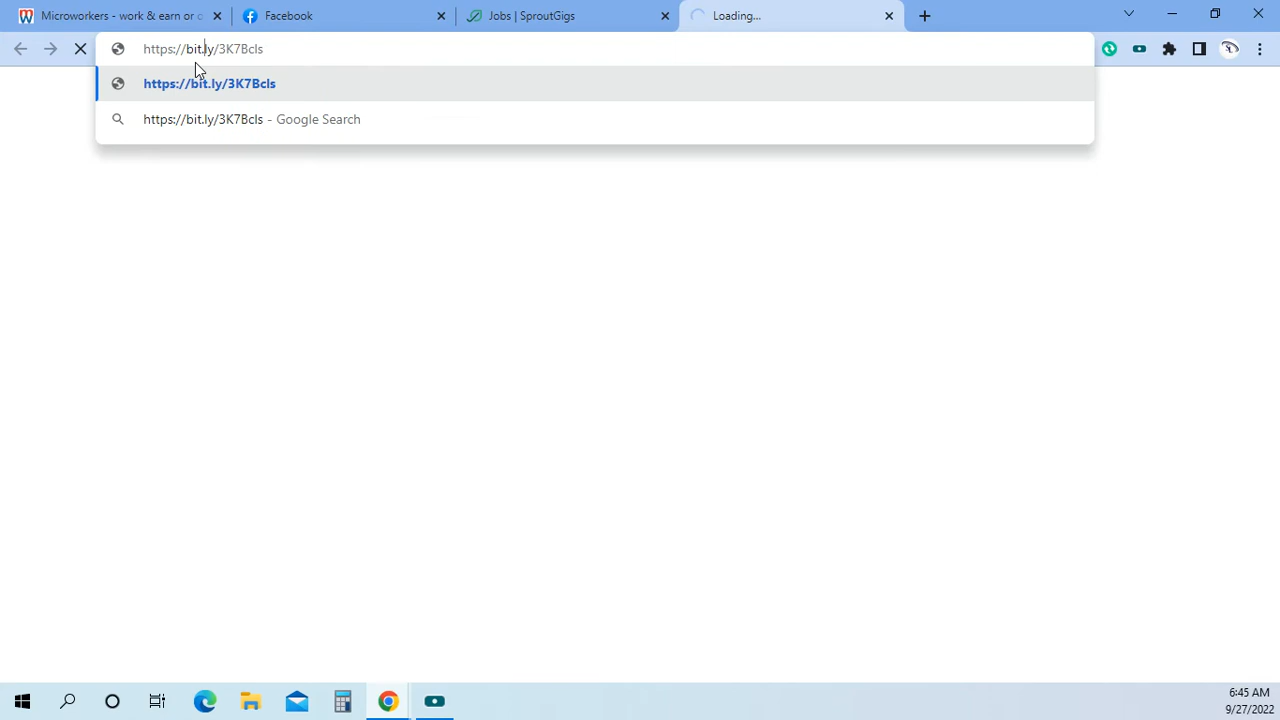 Microworkers - work & earn or o
Facebook
Jobs | SproutGigs
Loading...
https://bit.ly/3K7Bcls
https://bit.ly/3K7Bcls
https://bit.ly/3K7Bcls - Google Search
6:45 AM
9/27/2022